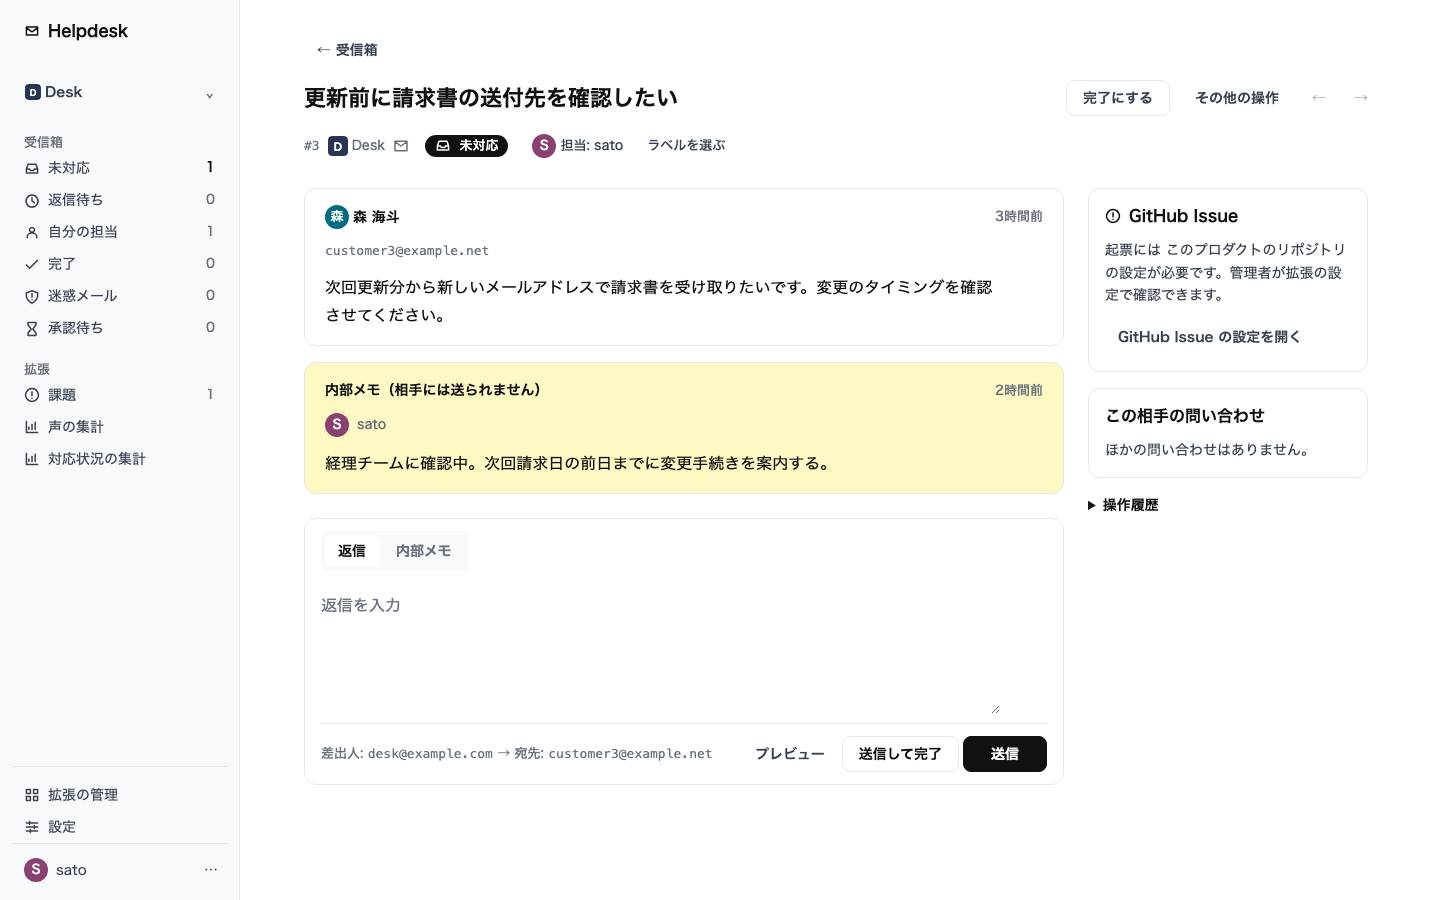 Helpdesk
D Desk
受信箱
未対応 1
返信待ち 0
自分の担当 1
完了 0
迷惑メール 0
承認待ち 0
拡張
課題 1
声の集計
対応状況の集計
拡張の管理
設定
S sato ...
← 受信箱
更新前に請求書の送付先を確認したい
完了にする その他の操作 ← →
#3 D Desk 未対応 S 担当: sato ラベルを選ぶ
森 森 海斗 3時間前
customer3@example.net
次回更新分から新しいメールアドレスで請求書を受け取りたいです。変更のタイミングを確認
させてください。
内部メモ（相手には送られません） 2時間前
S sato
経理チームに確認中。次回請求日の前日までに変更手続きを案内する。
返信 内部メモ
返信を入力
差出人: desk@example.com → 宛先: customer3@example.net プレビュー 送信して完了 送信
GitHub Issue
起票には このプロダクトのリポジトリ
の設定が必要です。管理者が拡張の設
定で確認できます。
GitHub Issue の設定を開く
この相手の問い合わせ
ほかの問い合わせはありません。
▶ 操作履歴